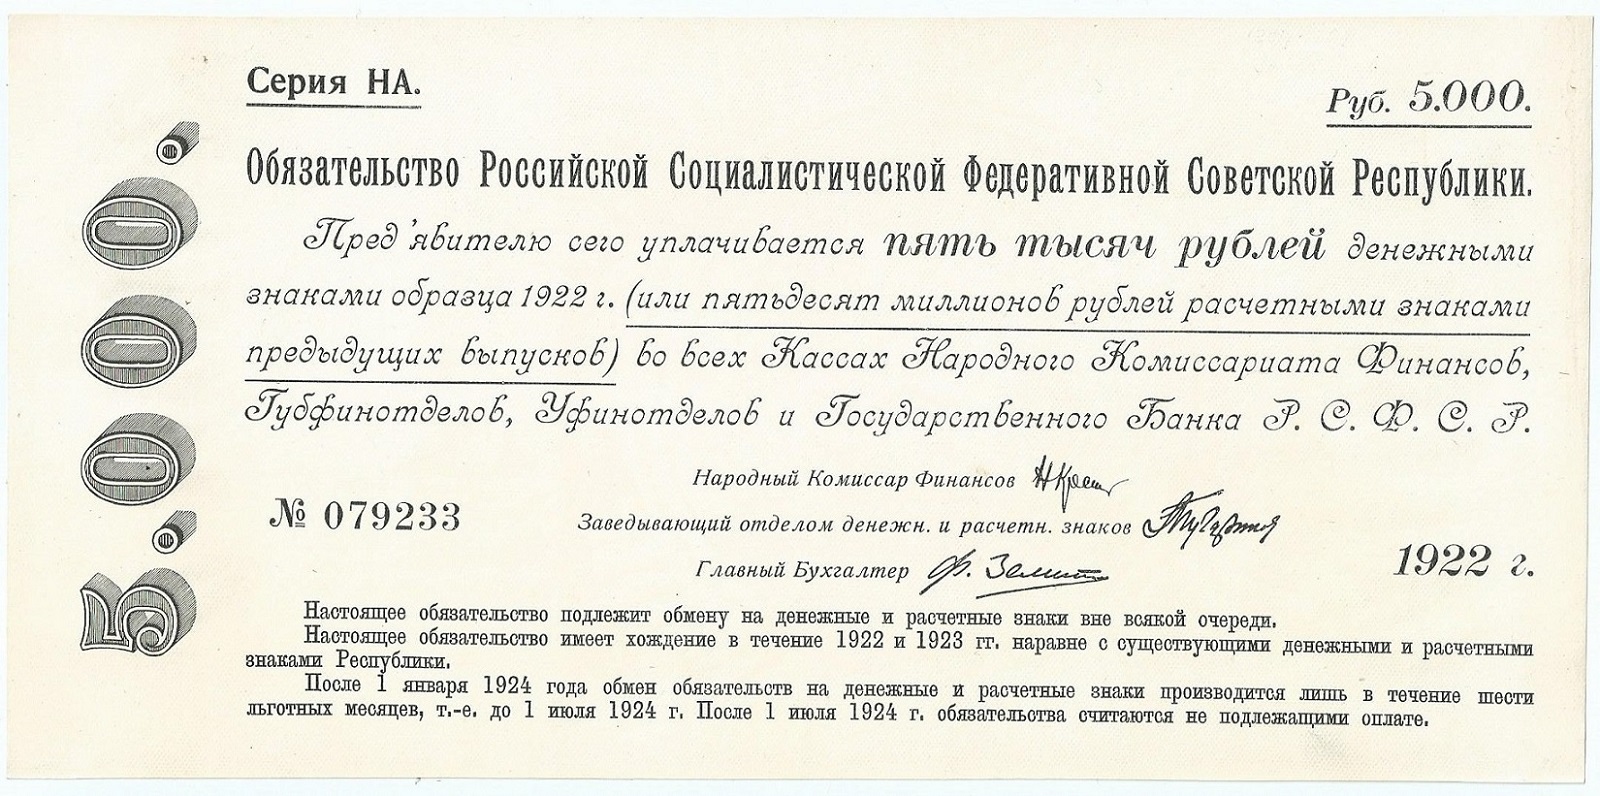 Серия НА.
Руб. 5.000.
·5.000·
Обязательство Российской Социалистической Федеративной Советской Республики.
Пред'явителю сего уплачивается пять тысяч рублей денежными
знаками образца 1922 г. (или пятьдесят миллионов рублей расчетными знаками
предыдущих выпусков) во всех Кассах Народного Комиссариата Финансов,
Губфинотделов, Уфинотделов и Государственного Банка Р. С. Ф. С. Р.
Народный Комиссар Финансов
№ 079233
Заведывающий отделом денежн. и расчетн. знаков
Главный Бухгалтер Ф. Земит
1922 г.
Настоящее обязательство подлежит обмену на денежные и расчетные знаки вне всякой очереди.
Настоящее обязательство имеет хождение в течение 1922 и 1923 гг. наравне с существующими денежными и расчетными
знаками Республики.
После 1 января 1924 года обмен обязательств на денежные и расчетные знаки производится лишь в течение шести
льготных месяцев, т.-е. до 1 июля 1924 г. После 1 июля 1924 г. обязательства считаются не подлежащими оплате.